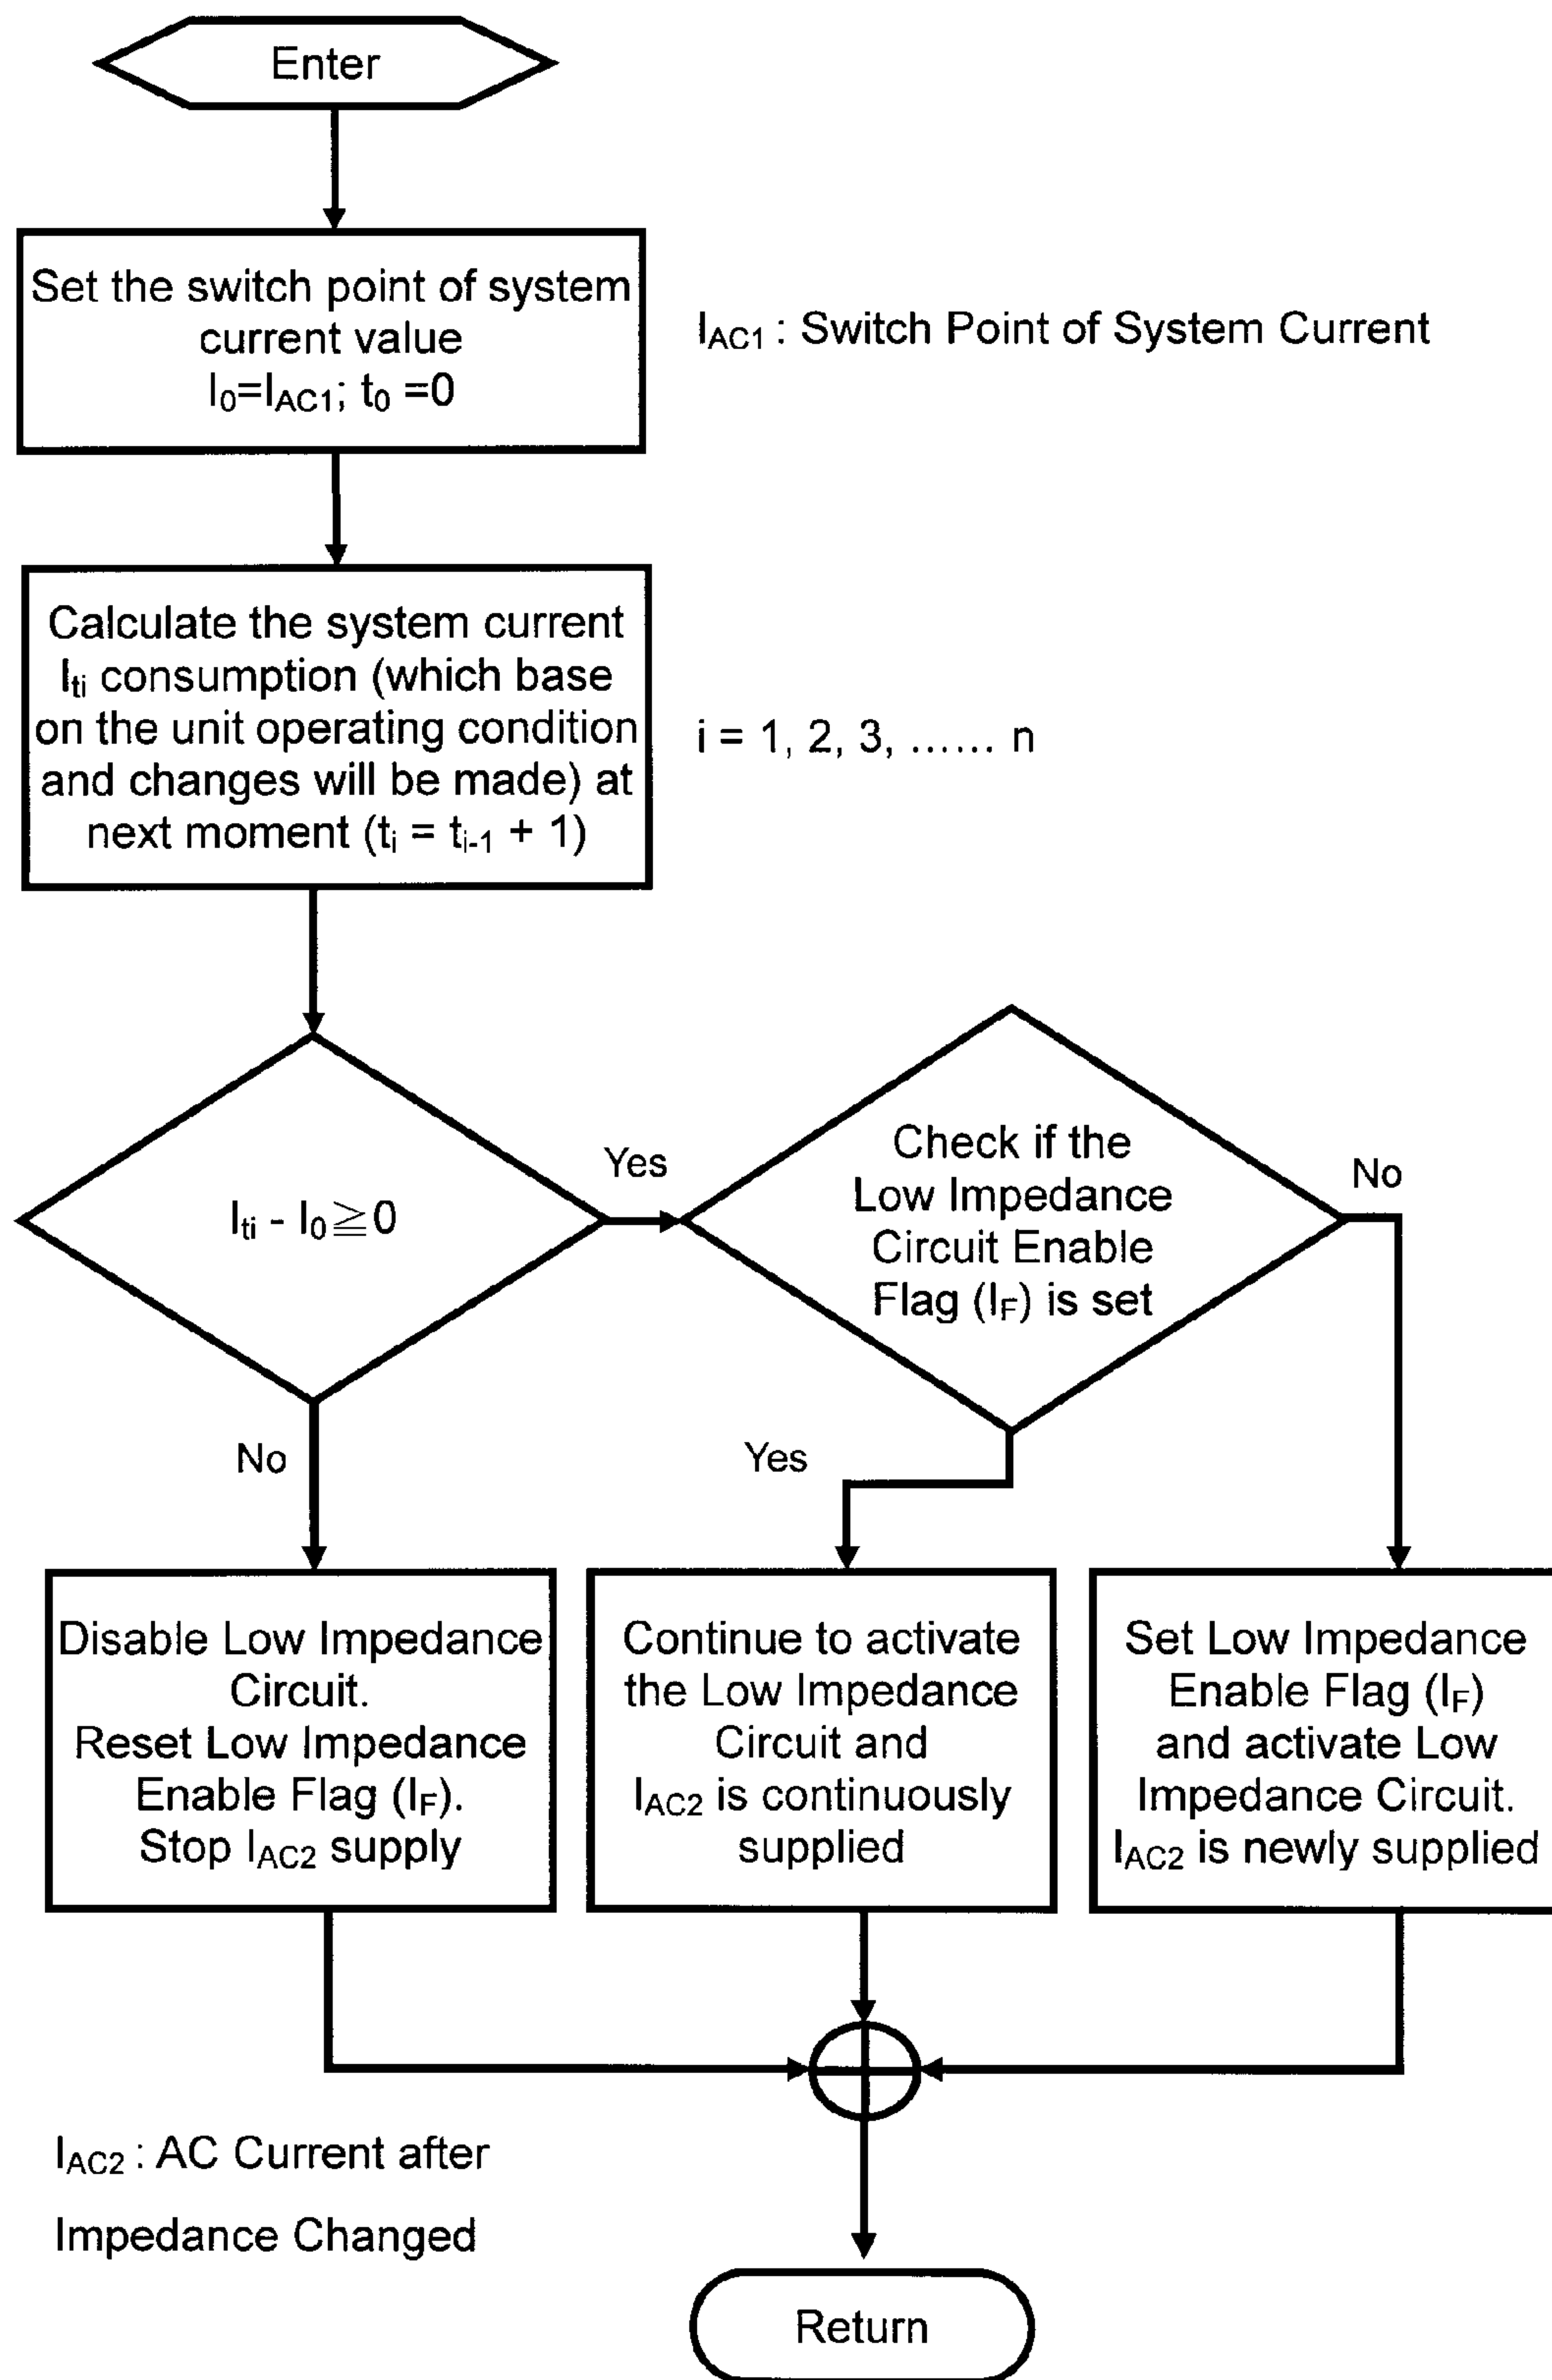 Enter
Set the switch point of system
current value
I0=IAC1; t0 =0
IAC1 : Switch Point of System Current
Calculate the system current
Iti consumption (which base
on the unit operating condition
and changes will be made) at
next moment (ti = ti-1 + 1)
i = 1, 2, 3, ...... n
Iti - I0≧0
Yes
Check if the
Low Impedance
Circuit Enable
Flag (IF) is set
No
No
Yes
Disable Low Impedance
Circuit.
Reset Low Impedance
Enable Flag (IF).
Stop IAC2 supply
Continue to activate
the Low Impedance
Circuit and
IAC2 is continuously
supplied
Set Low Impedance
Enable Flag (IF)
and activate Low
Impedance Circuit.
IAC2 is newly supplied
IAC2 : AC Current after
Impedance Changed
Return